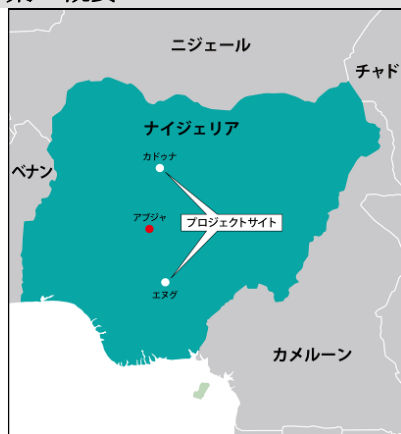 ニジェール
チャド
ナイジェリア
カドゥナ
ベナン
アブジャ
プロジェクトサイト
エヌグ
カメルーン